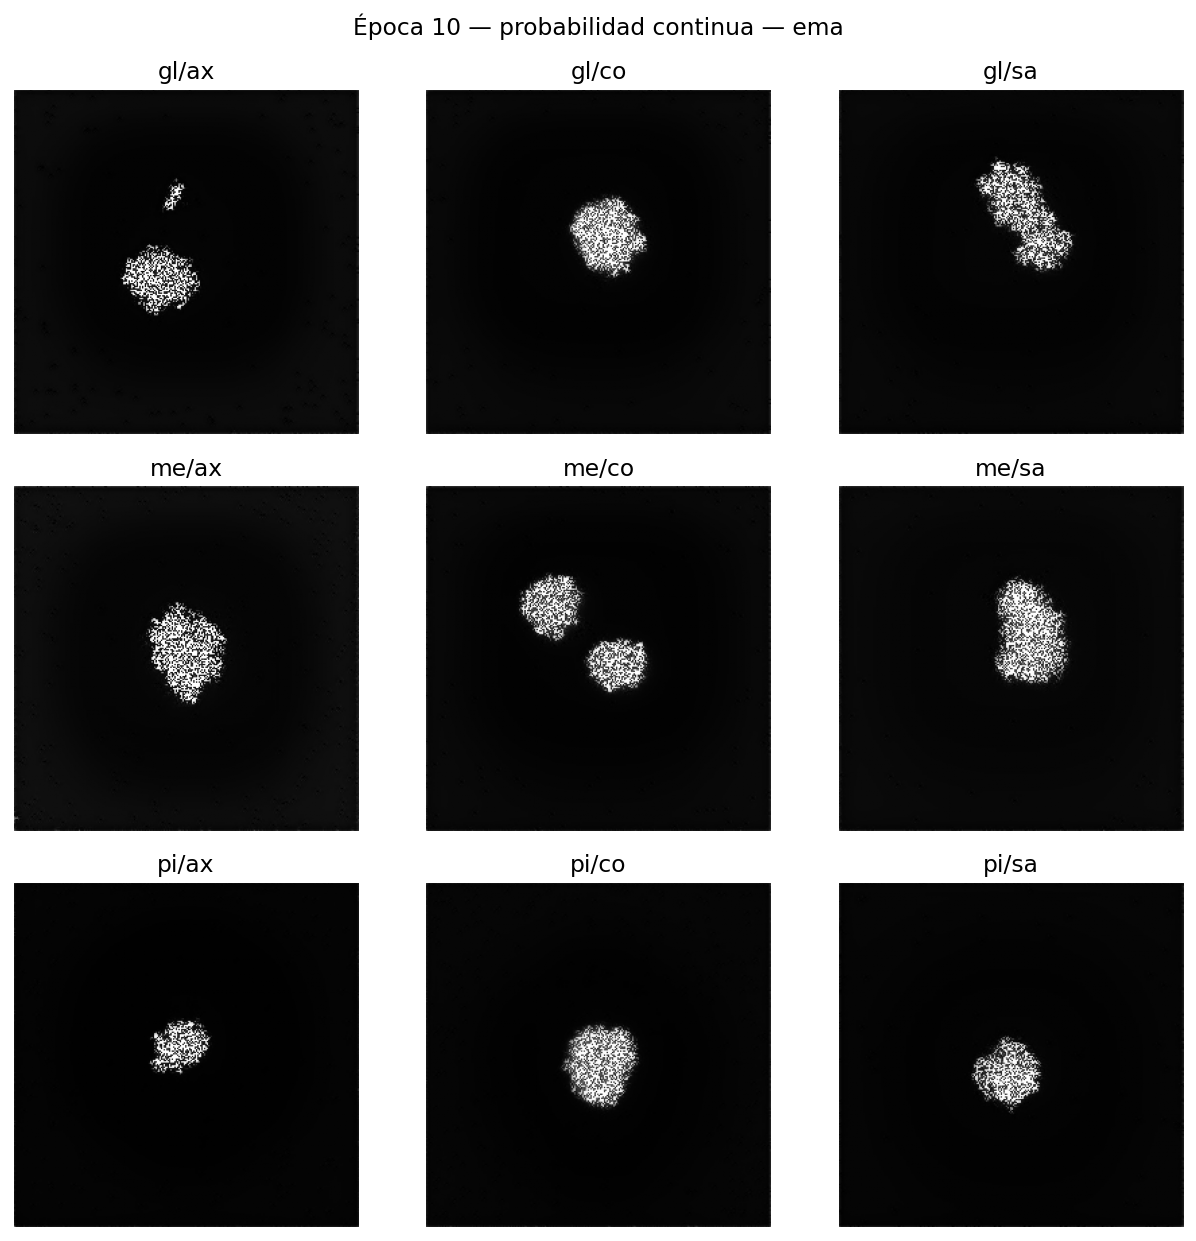 Época 10 — probabilidad continua — ema
gl/ax
gl/co
gl/sa
me/ax
me/co
me/sa
pi/ax
pi/co
pi/sa